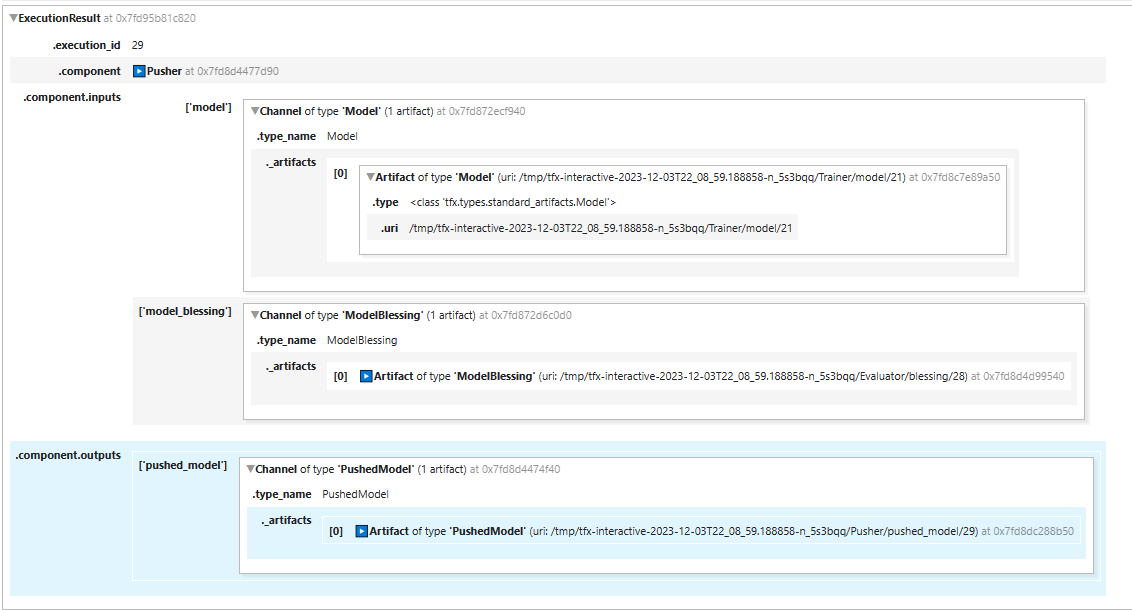 ▼ExecutionResult at 0x7fd95b81c820
.execution_id 29
.component Pusher at 0x7fd8d4477d90
.component.inputs
['model'] ▼Channel of type 'Model' (1 artifact) at 0x7fd872ecf940
.type_name Model
._artifacts
[0] ▼Artifact of type 'Model' (uri: /tmp/tfx-interactive-2023-12-03T22_08_59.188858-n_5s3bqq/Trainer/model/21) at 0x7fd8c7e89a50
.type <class 'tfx.types.standard_artifacts.Model'>
.uri /tmp/tfx-interactive-2023-12-03T22_08_59.188858-n_5s3bqq/Trainer/model/21
['model_blessing'] ▼Channel of type 'ModelBlessing' (1 artifact) at 0x7fd872d6c0d0
.type_name ModelBlessing
._artifacts
[0] Artifact of type 'ModelBlessing' (uri: /tmp/tfx-interactive-2023-12-03T22_08_59.188858-n_5s3bqq/Evaluator/blessing/28) at 0x7fd8d4d99540
.component.outputs
['pushed_model'] ▼Channel of type 'PushedModel' (1 artifact) at 0x7fd8d4474f40
.type_name PushedModel
._artifacts
[0] Artifact of type 'PushedModel' (uri: /tmp/tfx-interactive-2023-12-03T22_08_59.188858-n_5s3bqq/Pusher/pushed_model/29) at 0x7fd8dc288b50